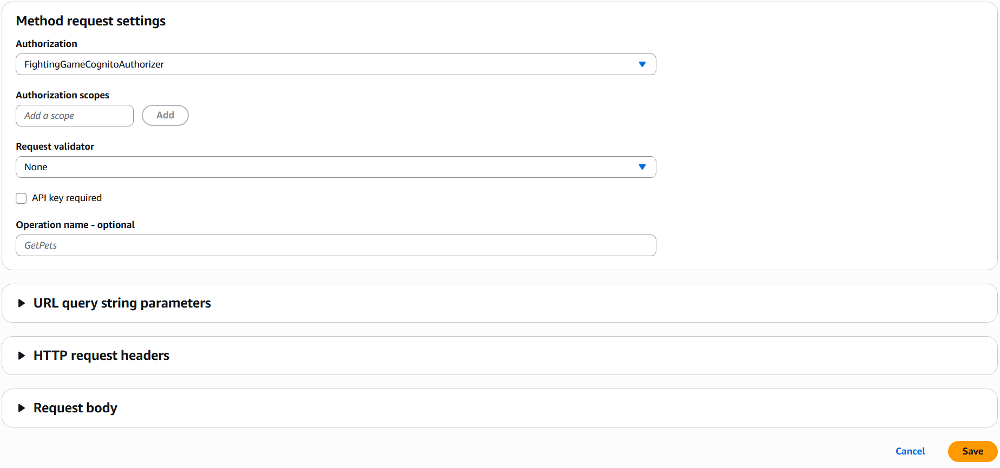 Method request settings
Authorization
FightingGameCognitoAuthorizer
Authorization scopes
Add a scope
Add
Request validator
None
API key required
Operation name - optional
GetPets
URL query string parameters
HTTP request headers
Request body
Cancel
Save